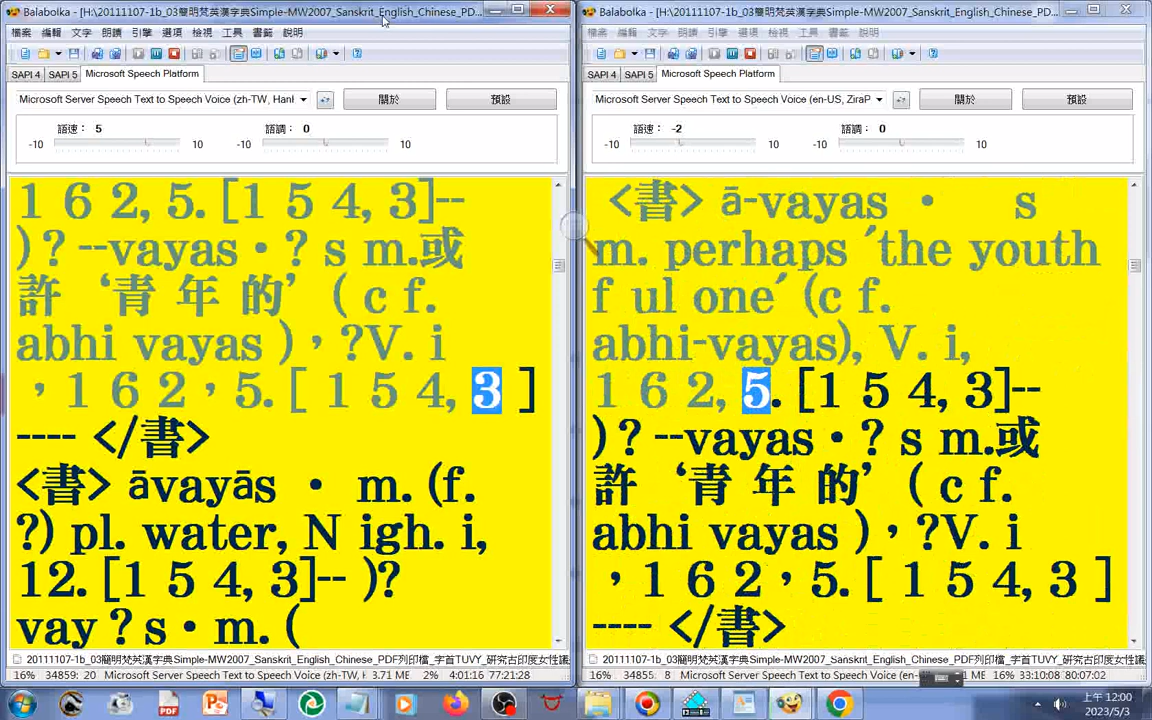 Balabolka - [H:\20111107-1b_03簡明梵英漢字典Simple-MW2007_Sanskrit_English_Chinese_PD...
檔案 編輯 文字 朗讀 引擎 選項 檢視 工具 書籤 說明
SAPI 4 SAPI 5 Microsoft Speech Platform
Microsoft Server Speech Text to Speech Voice (zh-TW, Hanl
關於 預設
語速： 5 語調： 0
-10 10 -10 10
1 6 2, 5. [1 5 4, 3]--
)? --vayas • ? s m.或
許 ‘青 年 的’ ( c f.
abhi vayas )，?V. i
，1 6 2，5. [ 1 5 4, 3 ]
---- </書>
<書> āvayās • m. (f.
?) pl. water, N igh. i,
12. [1 5 4, 3]-- )?
vay ? s • m. (
20111107-1b_03簡明梵英漢字典Simple-MW2007_Sanskrit_English_Chinese_PDF列印檔_字首TUVY_研究古印度女性議
16% 34859: 20 Microsoft Server Speech Text to Speech Voice (zh-TW, H 3.71 ME 2% 4:01:16 77:21:28
Balabolka - [H:\20111107-1b_03簡明梵英漢字典Simple-MW2007_Sanskrit_English_Chinese_PD...
檔案 編輯 文字 朗讀 引擎 選項 檢視 工具 書籤 說明
SAPI 4 SAPI 5 Microsoft Speech Platform
Microsoft Server Speech Text to Speech Voice (en-US, ZiraP
關於 預設
語速： -2 語調： 0
-10 10 -10 10
<書> ā-vayas • s
m. perhaps ′the youth
f ul one′ (c f.
abhi-vayas), V. i,
1 6 2, 5. [1 5 4, 3]--
)? --vayas • ? s m.或
許 ‘青 年 的’ ( c f.
abhi vayas )，?V. i
，1 6 2，5. [ 1 5 4, 3 ]
---- </書>
20111107-1b_03簡明梵英漢字典Simple-MW2007_Sanskrit_English_Chinese_PDF列印檔_字首TUVY_研究古印度女性議
16% 34855: 8 Microsoft Server Speech Text to Speech Voice (en-US, 16% 33:10:08 80:07:02
上午 12:00
2023/5/3